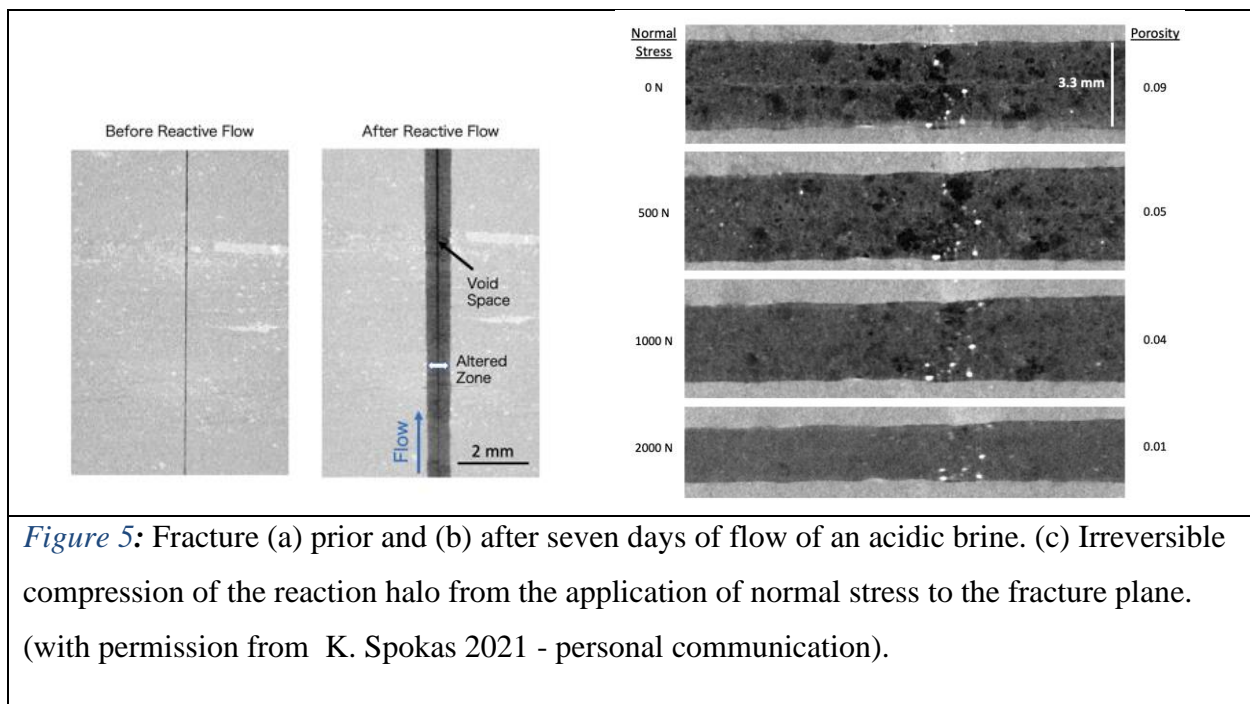 Before Reactive Flow
After Reactive Flow
Void
Space
Altered
Zone
Flow
2 mm
Normal
Stress
Porosity
0 N
3.3 mm
0.09
500 N
0.05
1000 N
0.04
2000 N
0.01
Figure 5: Fracture (a) prior and (b) after seven days of flow of an acidic brine. (c) Irreversible
compression of the reaction halo from the application of normal stress to the fracture plane.
(with permission from  K. Spokas 2021 - personal communication).